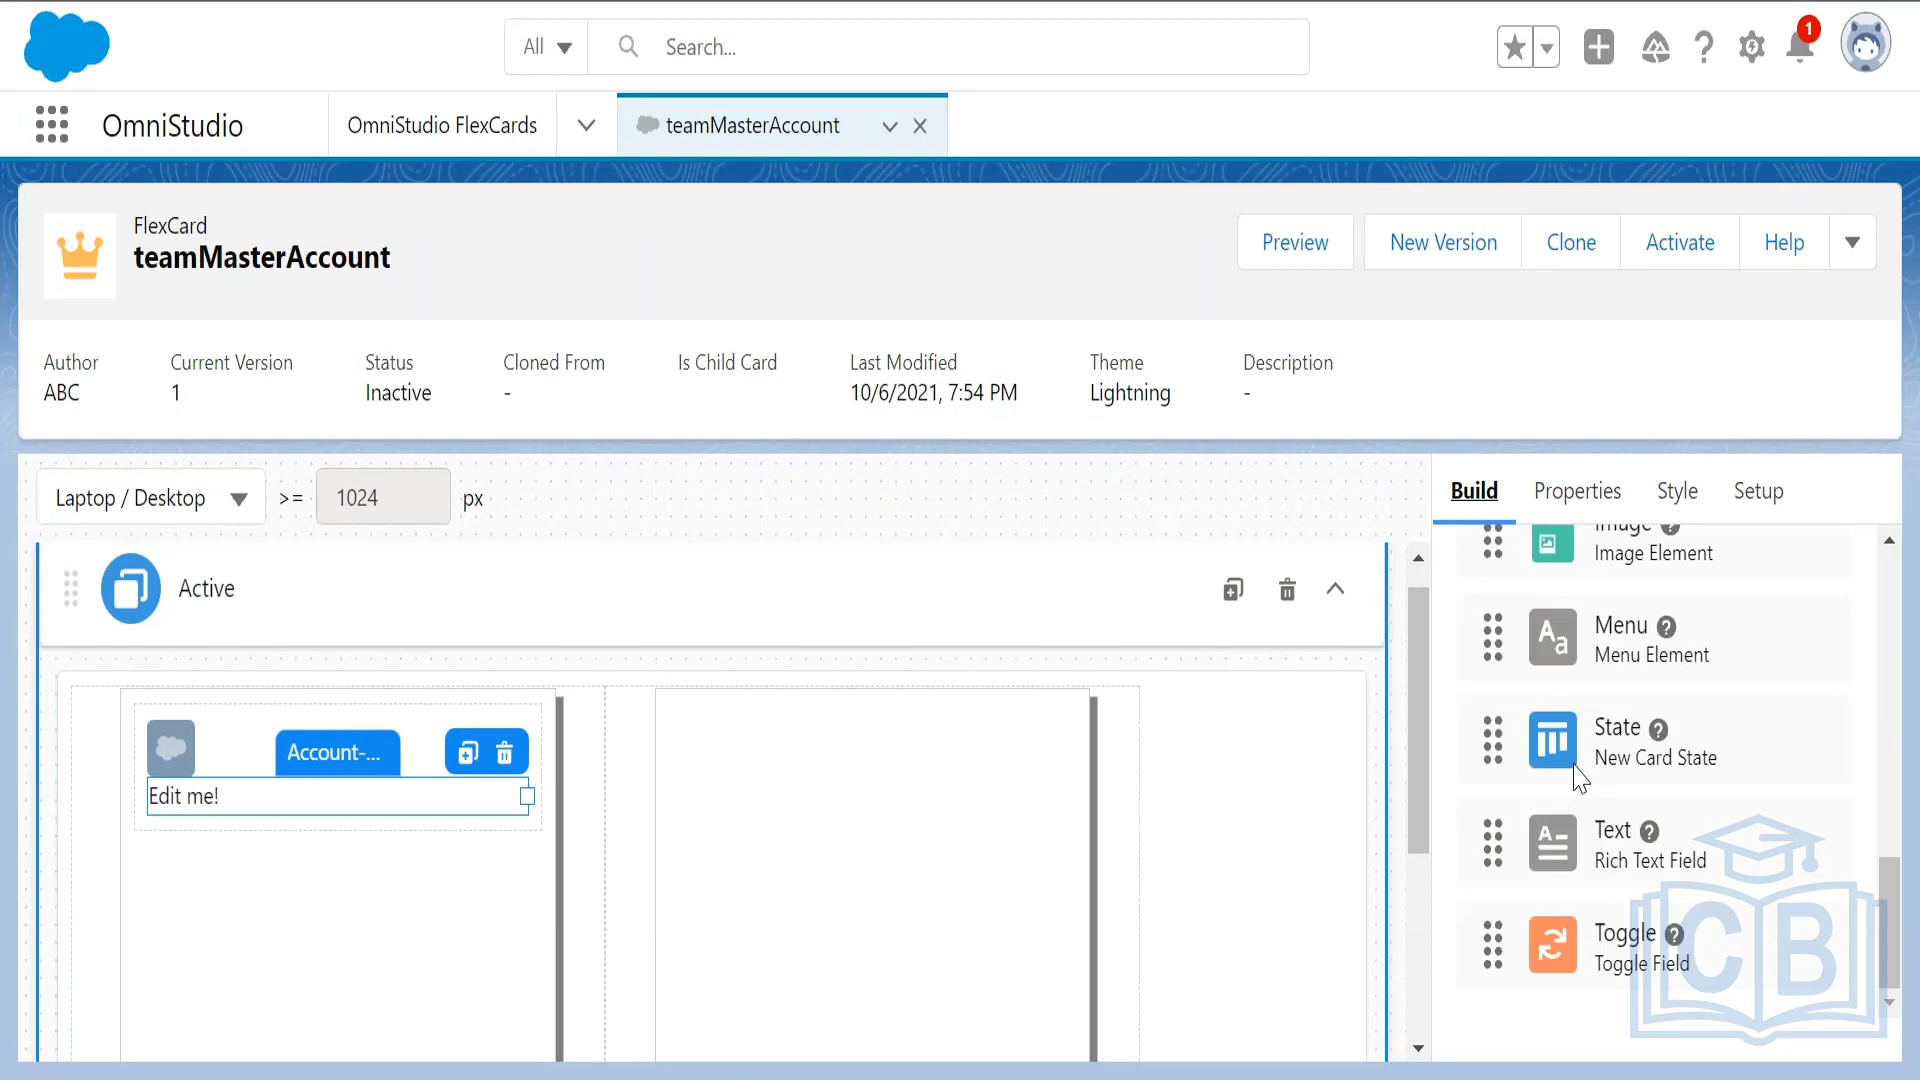 All
Search...
1
OmniStudio
OmniStudio FlexCards
teamMasterAccount
FlexCard
teamMasterAccount
Preview
New Version
Clone
Activate
Help
Author
Current Version
Status
Cloned From
Is Child Card
Last Modified
Theme
Description
ABC
1
Inactive
-
10/6/2021, 7:54 PM
Lightning
-
Laptop / Desktop
>=
1024
px
Build
Properties
Style
Setup
Active
Account-...
Edit me!
Image
Image Element
Aa
Menu
Menu Element
State
New Card State
Text
Rich Text Field
Toggle
Toggle Field
CB